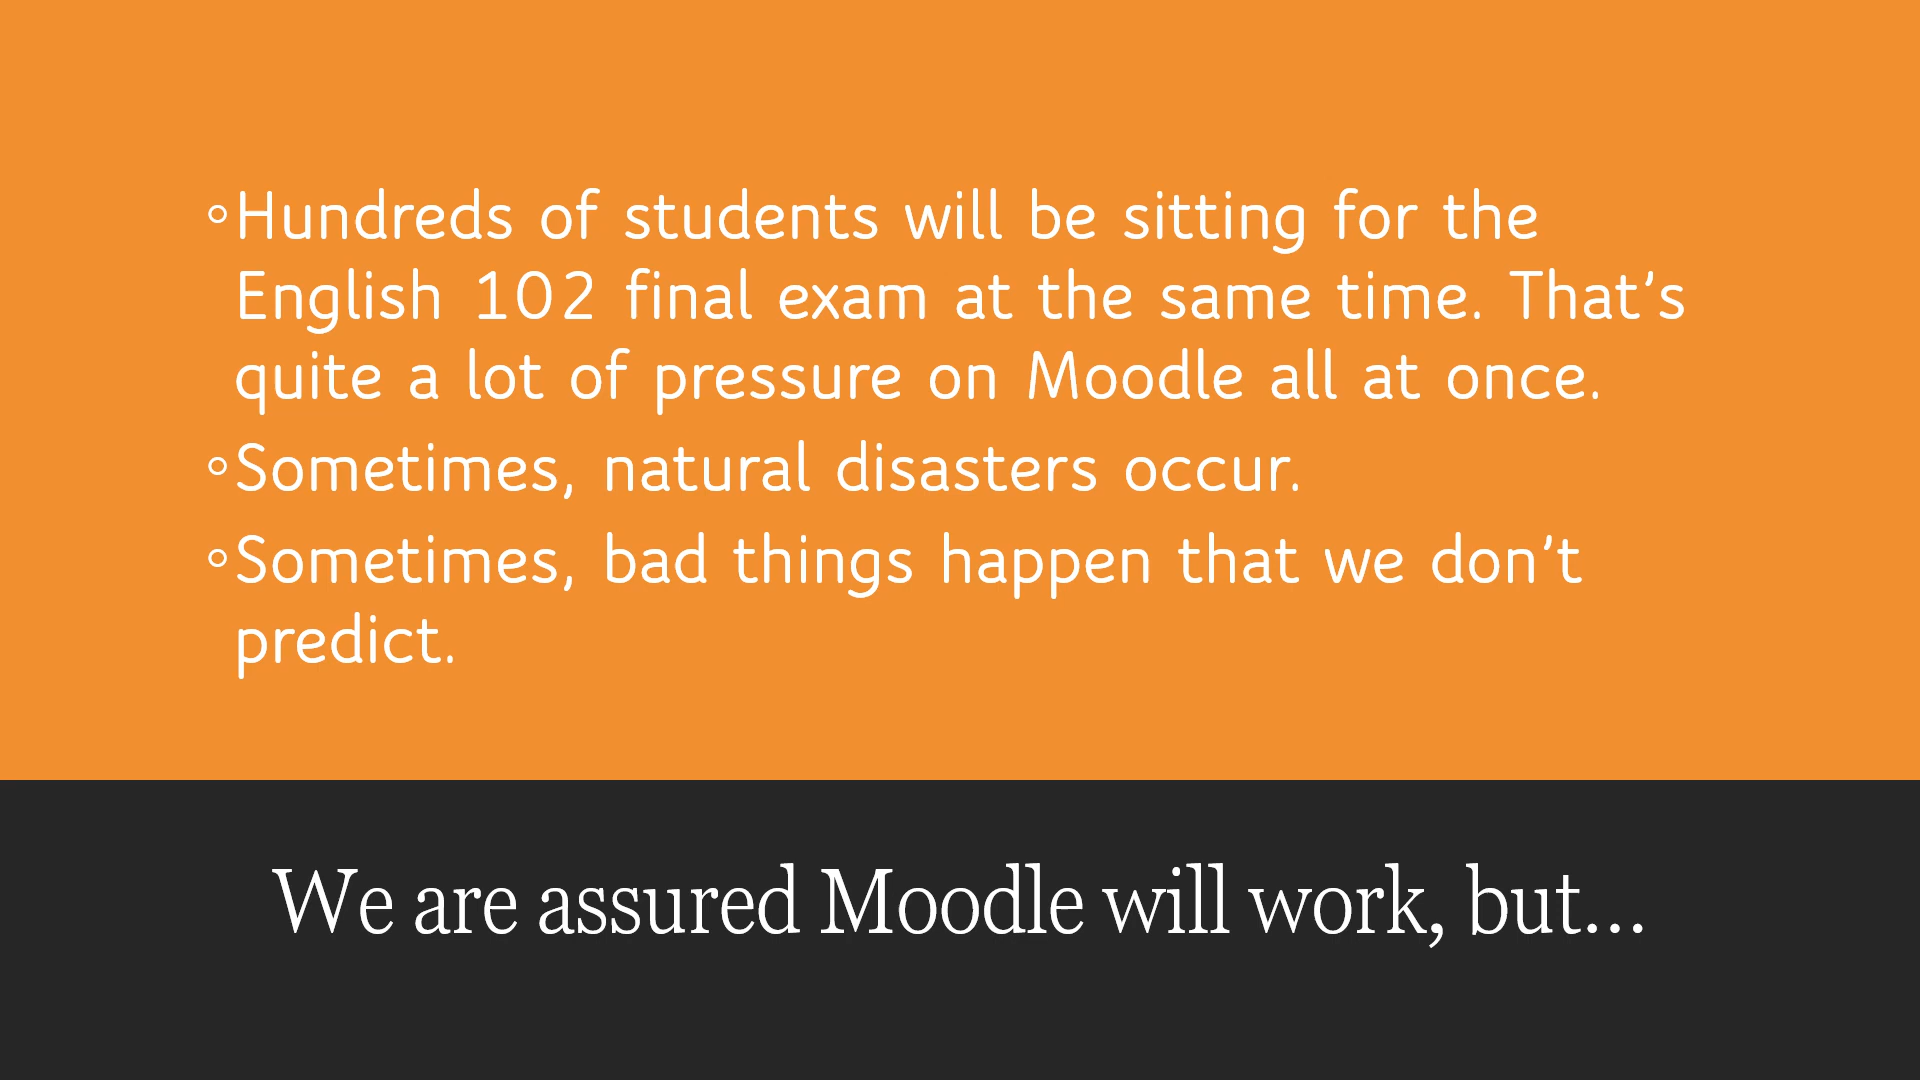 ◦Hundreds of students will be sitting for the
English 102 final exam at the same time. That’s
quite a lot of pressure on Moodle all at once.
◦Sometimes, natural disasters occur.
◦Sometimes, bad things happen that we don’t
predict.
We are assured Moodle will work, but…